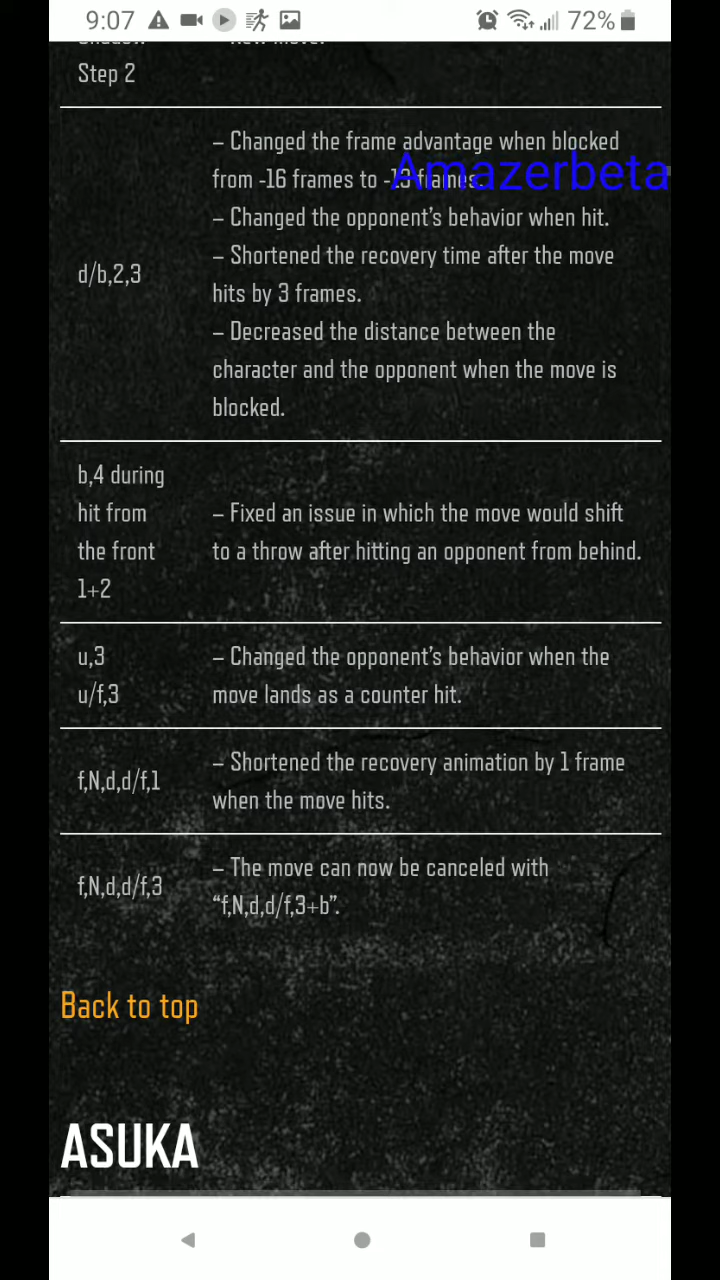 9:07
72%
Step 2
– Changed the frame advantage when blocked
from -16 frames to -13 frames.
Amazerbeta
– Changed the opponent’s behavior when hit.
d/b,2,3
– Shortened the recovery time after the move
hits by 3 frames.
– Decreased the distance between the
character and the opponent when the move is
blocked.
b,4 during
hit from
the front
1+2
– Fixed an issue in which the move would shift
to a throw after hitting an opponent from behind.
u,3
u/f,3
– Changed the opponent’s behavior when the
move lands as a counter hit.
f,N,d,d/f,1
– Shortened the recovery animation by 1 frame
when the move hits.
f,N,d,d/f,3
– The move can now be canceled with
“f,N,d,d/f,3+b”.
Back to top
ASUKA